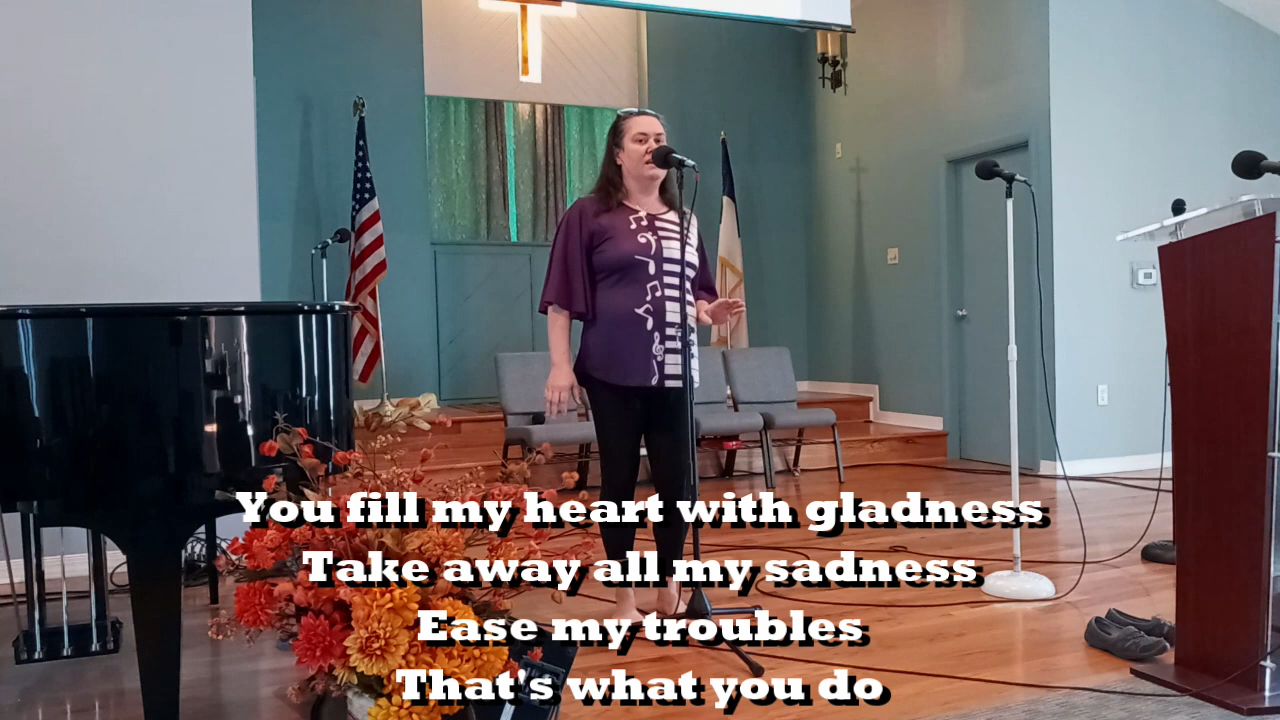 You fill my heart with gladness
Take away all my sadness
Ease my troubles
That's what you do